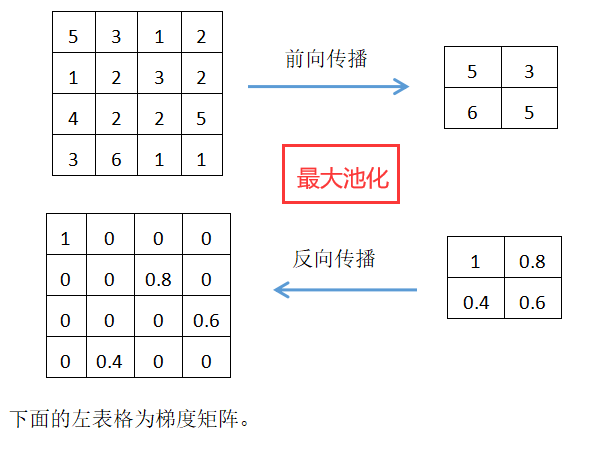 5 3 1 2
1 2 3 2
4 2 2 5
3 6 1 1
前向传播
5 3
6 5
最大池化
1 0 0 0
0 0 0.8 0
0 0 0 0.6
0 0.4 0 0
反向传播
1 0.8
0.4 0.6
下面的左表格为梯度矩阵。